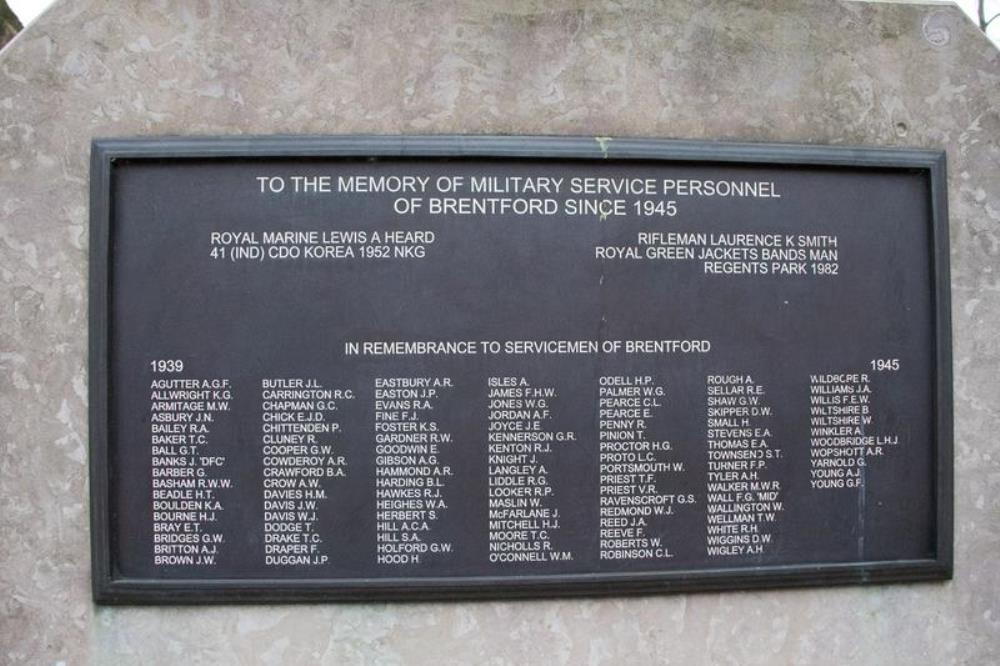 TO THE MEMORY OF MILITARY SERVICE PERSONNEL
OF BRENTFORD SINCE 1945
ROYAL MARINE LEWIS A HEARD
41 (IND) CDO KOREA 1952 NKG
RIFLEMAN LAURENCE K SMITH
ROYAL GREEN JACKETS BANDS MAN
REGENTS PARK 1982
IN REMEMBRANCE TO SERVICEMEN OF BRENTFORD
1939
1945
AGUTTER A.G.F.
ALLWRIGHT K.G.
ARMITAGE M.W.
ASBURY J.N.
BAILEY R.A.
BAKER T.C.
BALL G.T.
BANKS J. 'DFC'
BARBER G.
BASHAM R.W.W.
BEADLE H.T.
BOULDEN K.A.
BOURNE H.J.
BRAY E.T.
BRIDGES G.W.
BRITTON A.J.
BROWN J.W.
BUTLER J.L.
CARRINGTON R.C.
CHAPMAN G.C.
CHICK E.J.D.
CHITTENDEN P.
CLUNEY R.
COOPER G.W.
COWDEROY A.R.
CRAWFORD B.A.
CROW A.W.
DAVIES H.M.
DAVIS J.W.
DAVIS W.J.
DODGE T.
DRAKE T.C.
DRAPER F.
DUGGAN J.P.
EASTBURY A.R.
EASTON J.P.
EVANS R.A.
FINE F.J.
FOSTER K.S.
GARDNER R.W.
GOODWIN E.
GIBSON A.G.
HAMMOND A.R.
HARDING B.L.
HAWKES R.J.
HEIGHES W.A.
HERBERT S.
HILL A.C.A.
HILL S.A.
HOLFORD G.W.
HOOD H.
ISLES A.
JAMES F.H.W.
JONES W.G.
JORDAN A.F.
JOYCE J.E
KENNERSON G.R.
KENTON R.J.
KNIGHT J.
LANGLEY A.
LIDDLE R.G.
LOOKER R.P.
MASLIN W.
McFARLANE J.
MITCHELL H.J.
MOORE T.C.
NICHOLLS R.
O'CONNELL W.M.
ODELL H.P.
PALMER W.G.
PEARCE C.L.
PEARCE E.
PENNY R.
PINION T.
PROCTOR H.G.
PROTO L.C.
PORTSMOUTH W.
PRIEST T.F.
PRIEST V.R.
RAVENSCROFT G.S.
REDMOND W.J.
REED J.A.
REEVE F.
ROBERTS W.
ROBINSON C.L.
ROUGH A.
SELLAR R.E.
SHAW G.W.
SKIPPER D.W.
SMALL H.
STEVENS E.A.
THOMAS E.A.
TOWNSEND S.T.
TURNER F.P.
TYLER A.H.
WALKER M.W.R.
WALL F.G. 'MID'
WALLINGTON W.
WELLMAN T.W.
WHITE R.H.
WIGGINS D.W.
WIGLEY A.H
WILDBORE R.
WILLIAMS J.A.
WILLIS F.E.W.
WILTSHIRE B
WILTSHIRE W
WINKLER A
WOODBRIDGE L.H.J
WOPSHOTT A.R.
YARNOLD G.
YOUNG A.J
YOUNG G.F.